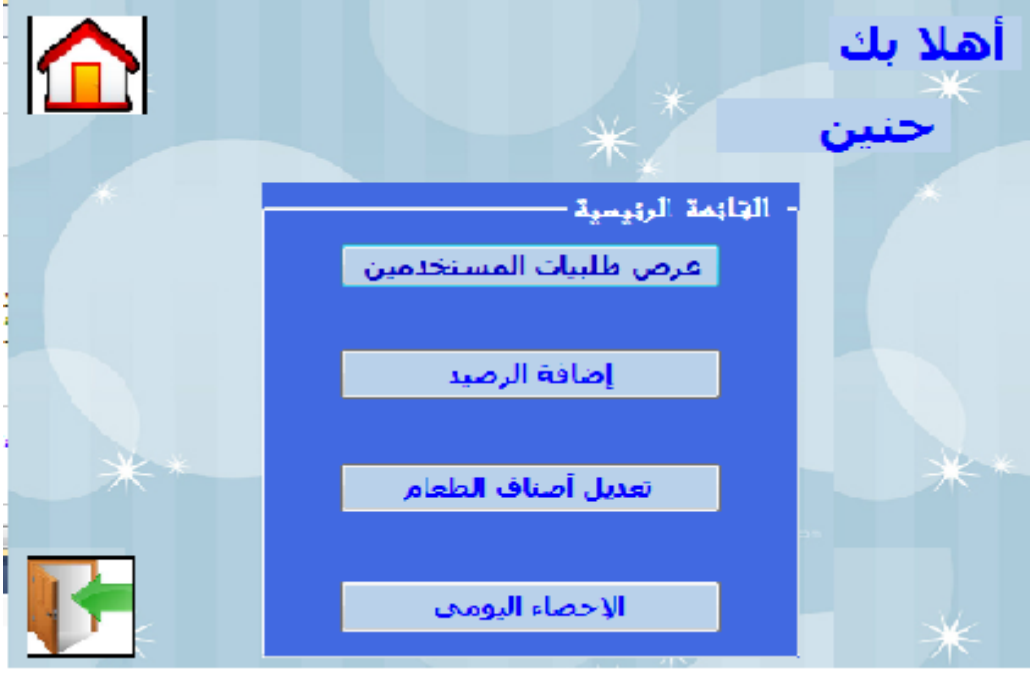 أهلا بك
حنين
القائمة الرئيسية
عرض طلبيات المستخدمين
إضافة الرصيد
تعديل أصناف الطعام
الاحصاء اليومي